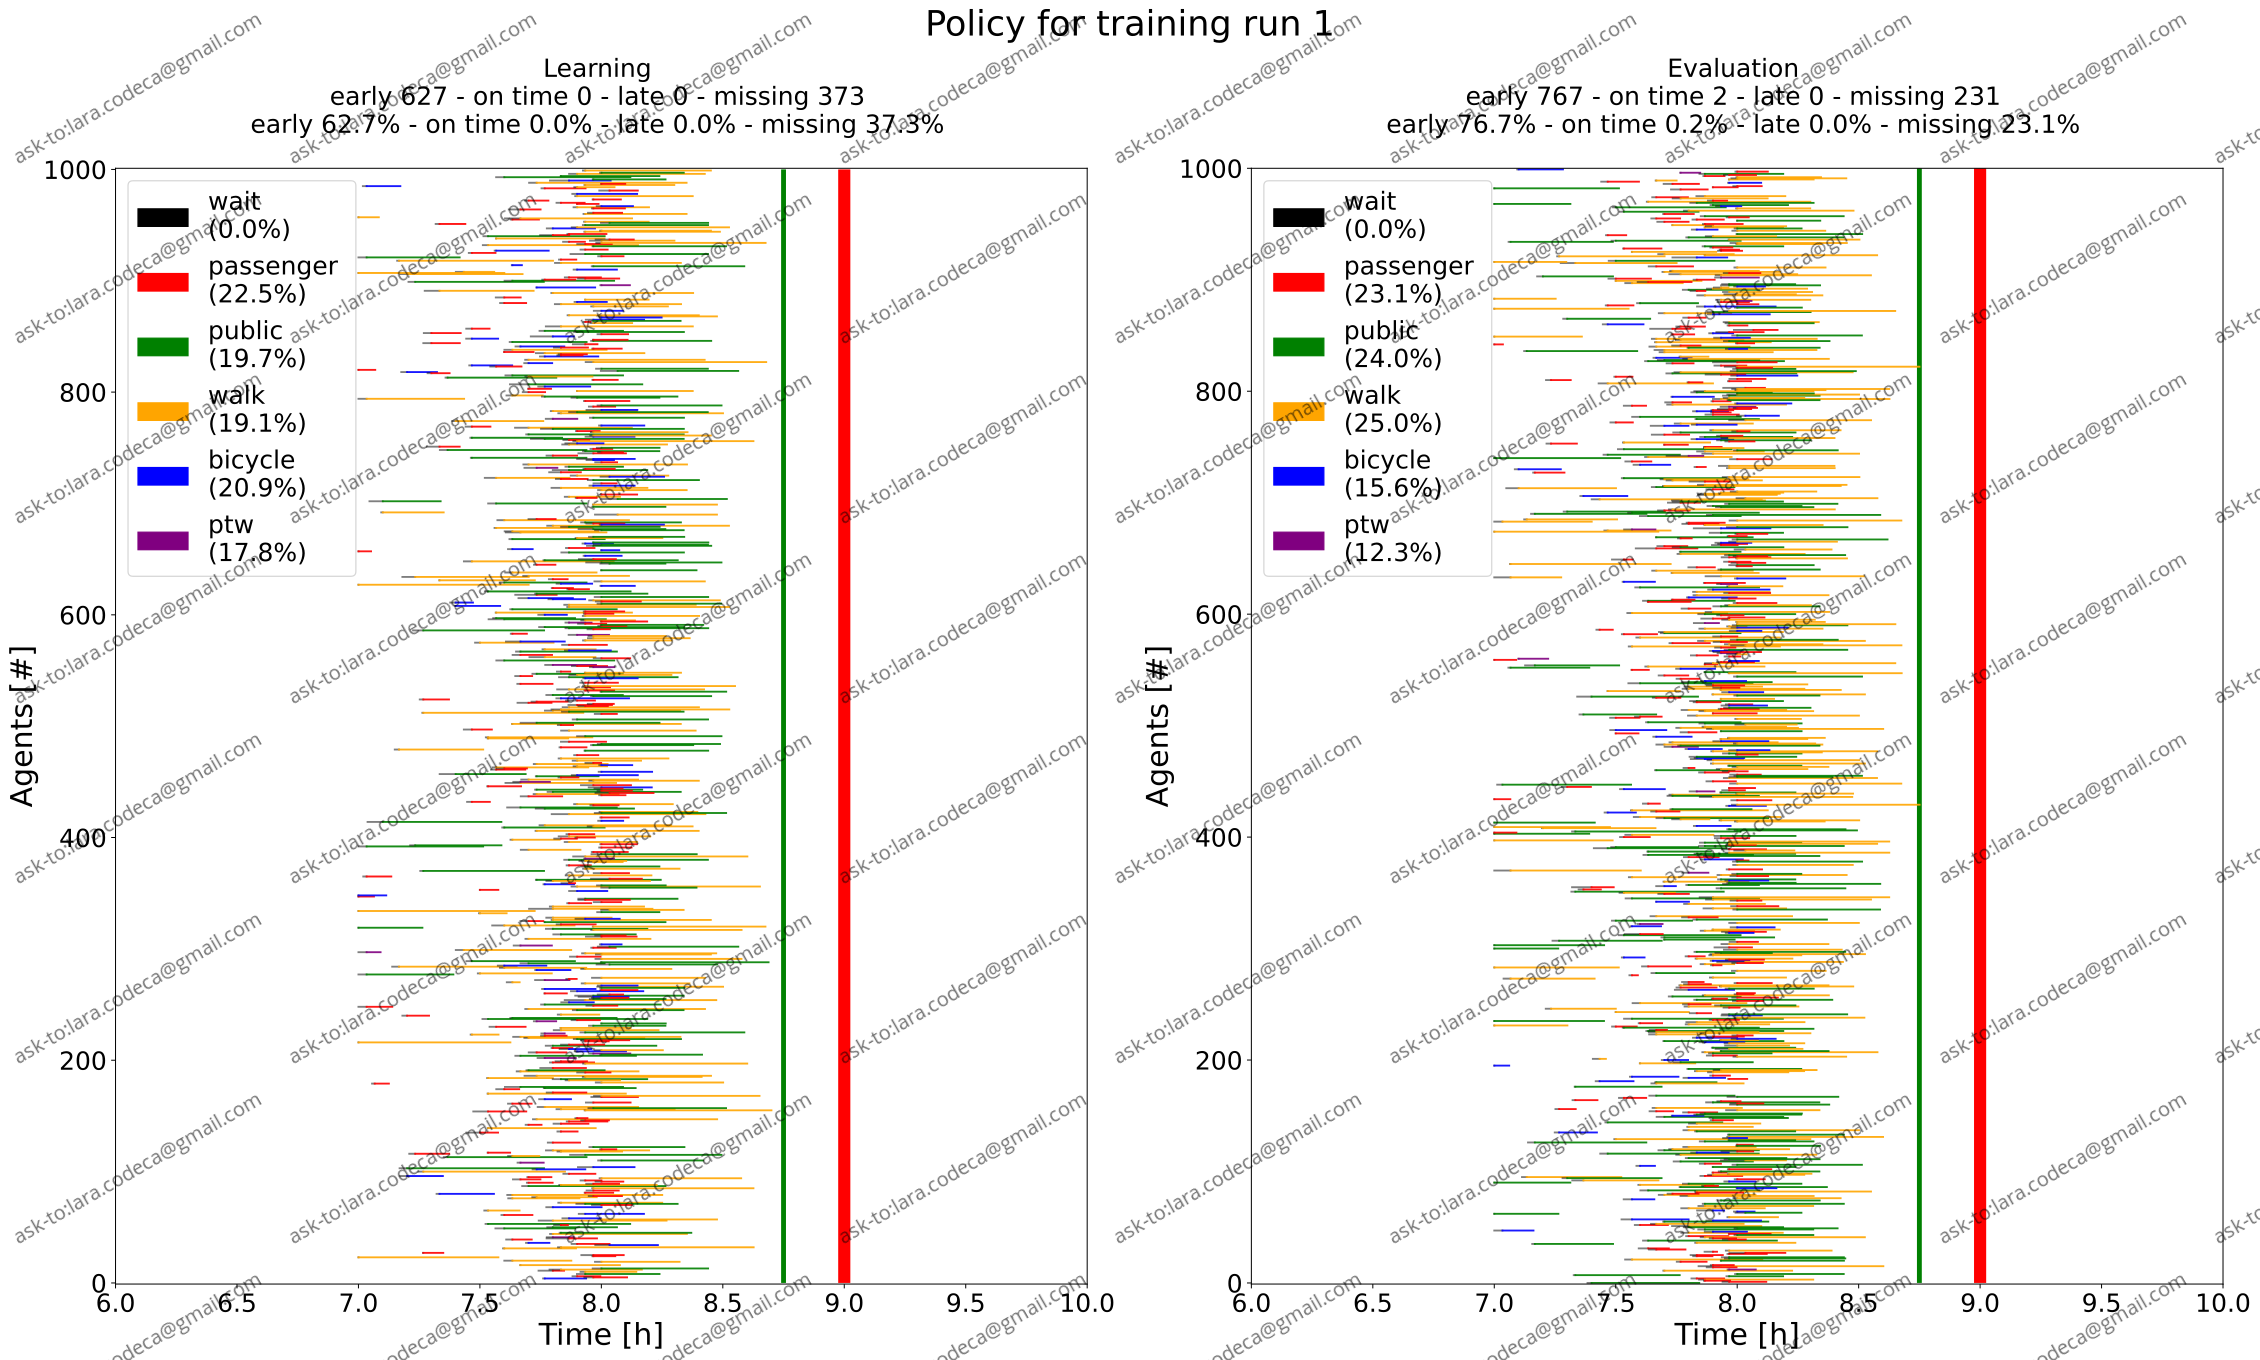 Policy for training run 1
Learning
early 627 - on time 0 - late 0 - missing 373
early 62.7% - on time 0.0% - late 0.0% - missing 37.3%
1000
800
600
400
200
0
Agents [#]
wait
(0.0%)
passenger
(22.5%)
public
(19.7%)
walk
(19.1%)
bicycle
(20.9%)
ptw
(17.8%)
6.0 6.5 7.0 7.5 8.0 8.5 9.0 9.5 10.0
Time [h]
Evaluation
early 767 - on time 2 - late 0 - missing 231
early 76.7% - on time 0.2% - late 0.0% - missing 23.1%
1000
800
600
400
200
0
Agents [#]
wait
(0.0%)
passenger
(23.1%)
public
(24.0%)
walk
(25.0%)
bicycle
(15.6%)
ptw
(12.3%)
6.0 6.5 7.0 7.5 8.0 8.5 9.0 9.5 10.0
Time [h]
ask-to:lara.codeca@gmail.com